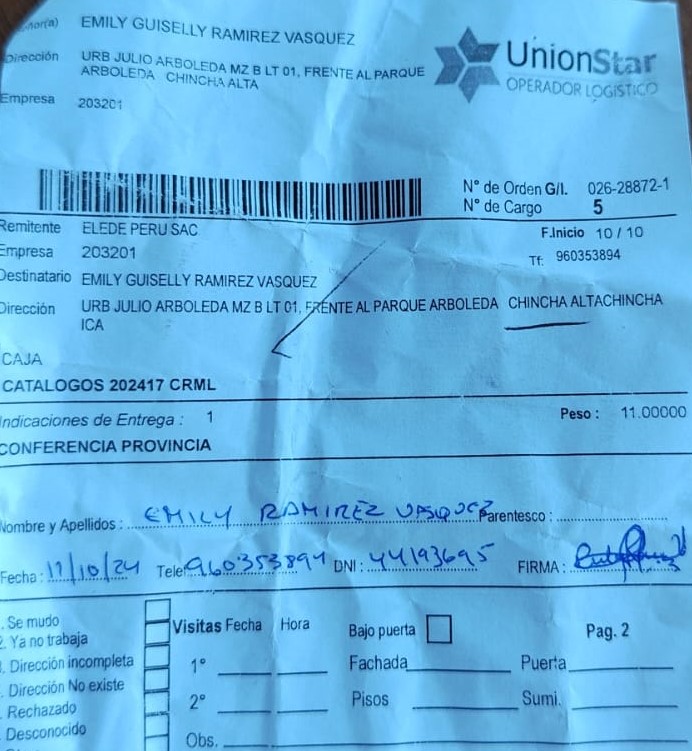 EMILY GUISELLY RAMIREZ VASQUEZ
Dirección URB JULIO ARBOLEDA MZ B LT 01, FRENTE AL PARQUE
ARBOLEDA CHINCHA ALTA
Empresa 203201
UnionStar
OPERADOR LOGÍSTICO
N° de Orden G/I. 026-28872-1
N° de Cargo 5
Remitente ELEDE PERU SAC
F.Inicio 10 / 10
Empresa 203201
Tf: 960353894
Destinatario EMILY GUISELLY RAMIREZ VASQUEZ
Dirección URB JULIO ARBOLEDA MZ B LT 01, FRENTE AL PARQUE ARBOLEDA CHINCHA ALTACHINCHA
ICA
CAJA
CATALOGOS 202417 CRML
Indicaciones de Entrega : 1 Peso : 11.00000
CONFERENCIA PROVINCIA
Nombre y Apellidos : EMILY RAMIREZ VASQUEZ Parentesco :
Fecha : 11/10/24 Telef 960353894 DNI : 44193695 FIRMA :
. Se mudo
2. Ya no trabaja
. Dirección incompleta
. Dirección No existe
. Rechazado
. Desconocido
Visitas Fecha Hora
1°
2°
Obs.
Bajo puerta
Fachada
Pisos
Pag. 2
Puerta
Sumi.